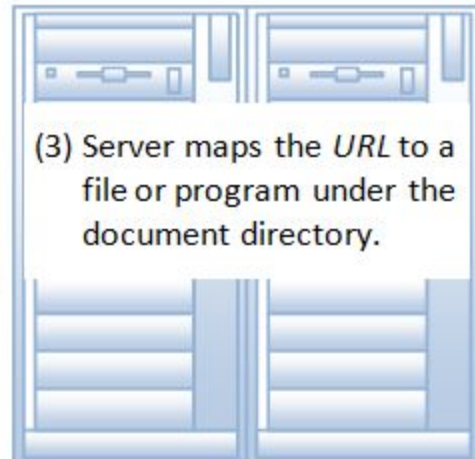 (3) Server maps the URL to a
file or program under the
document directory.